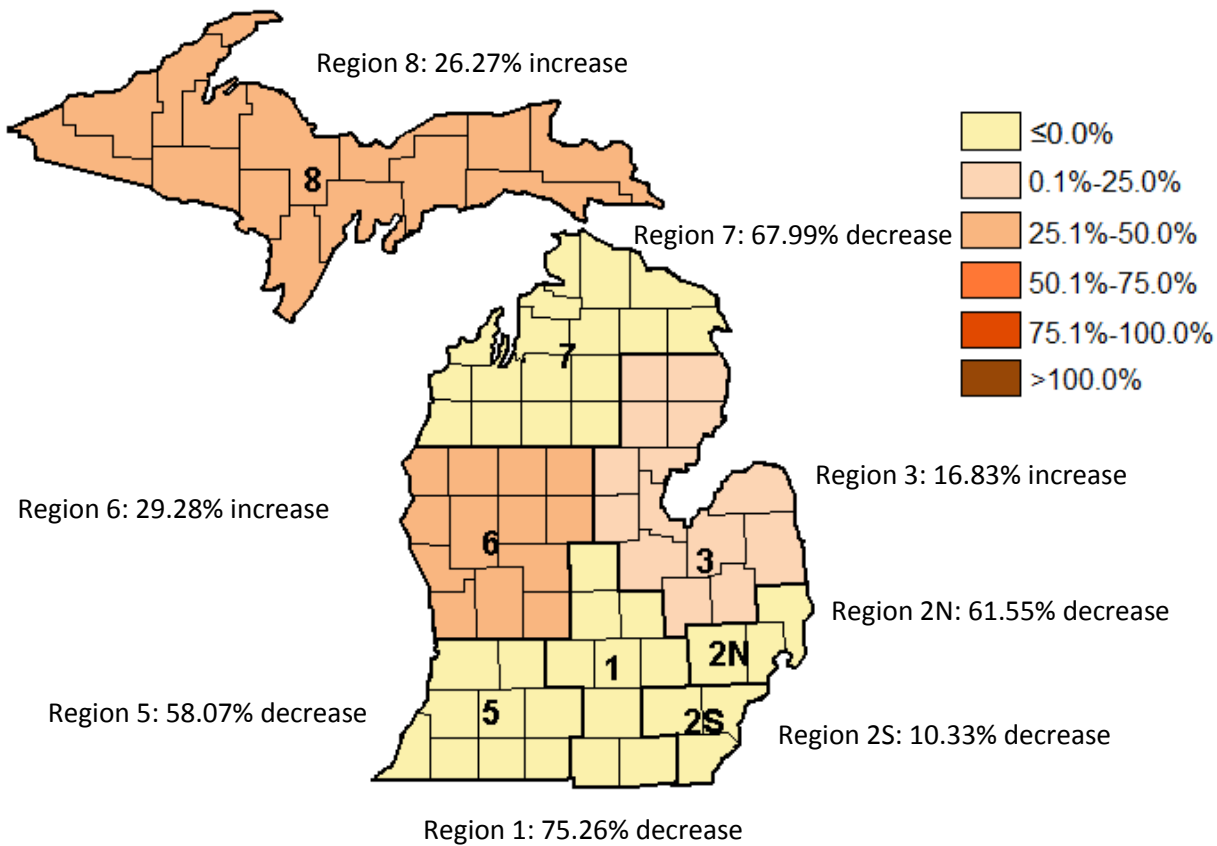 Region 8: 26.27% increase
≤0.0%
0.1%-25.0%
25.1%-50.0%
50.1%-75.0%
75.1%-100.0%
>100.0%
8
Region 7: 67.99% decrease
7
Region 3: 16.83% increase
Region 6: 29.28% increase
6
3
Region 2N: 61.55% decrease
2N
1
Region 5: 58.07% decrease
5
2S
Region 2S: 10.33% decrease
Region 1: 75.26% decrease